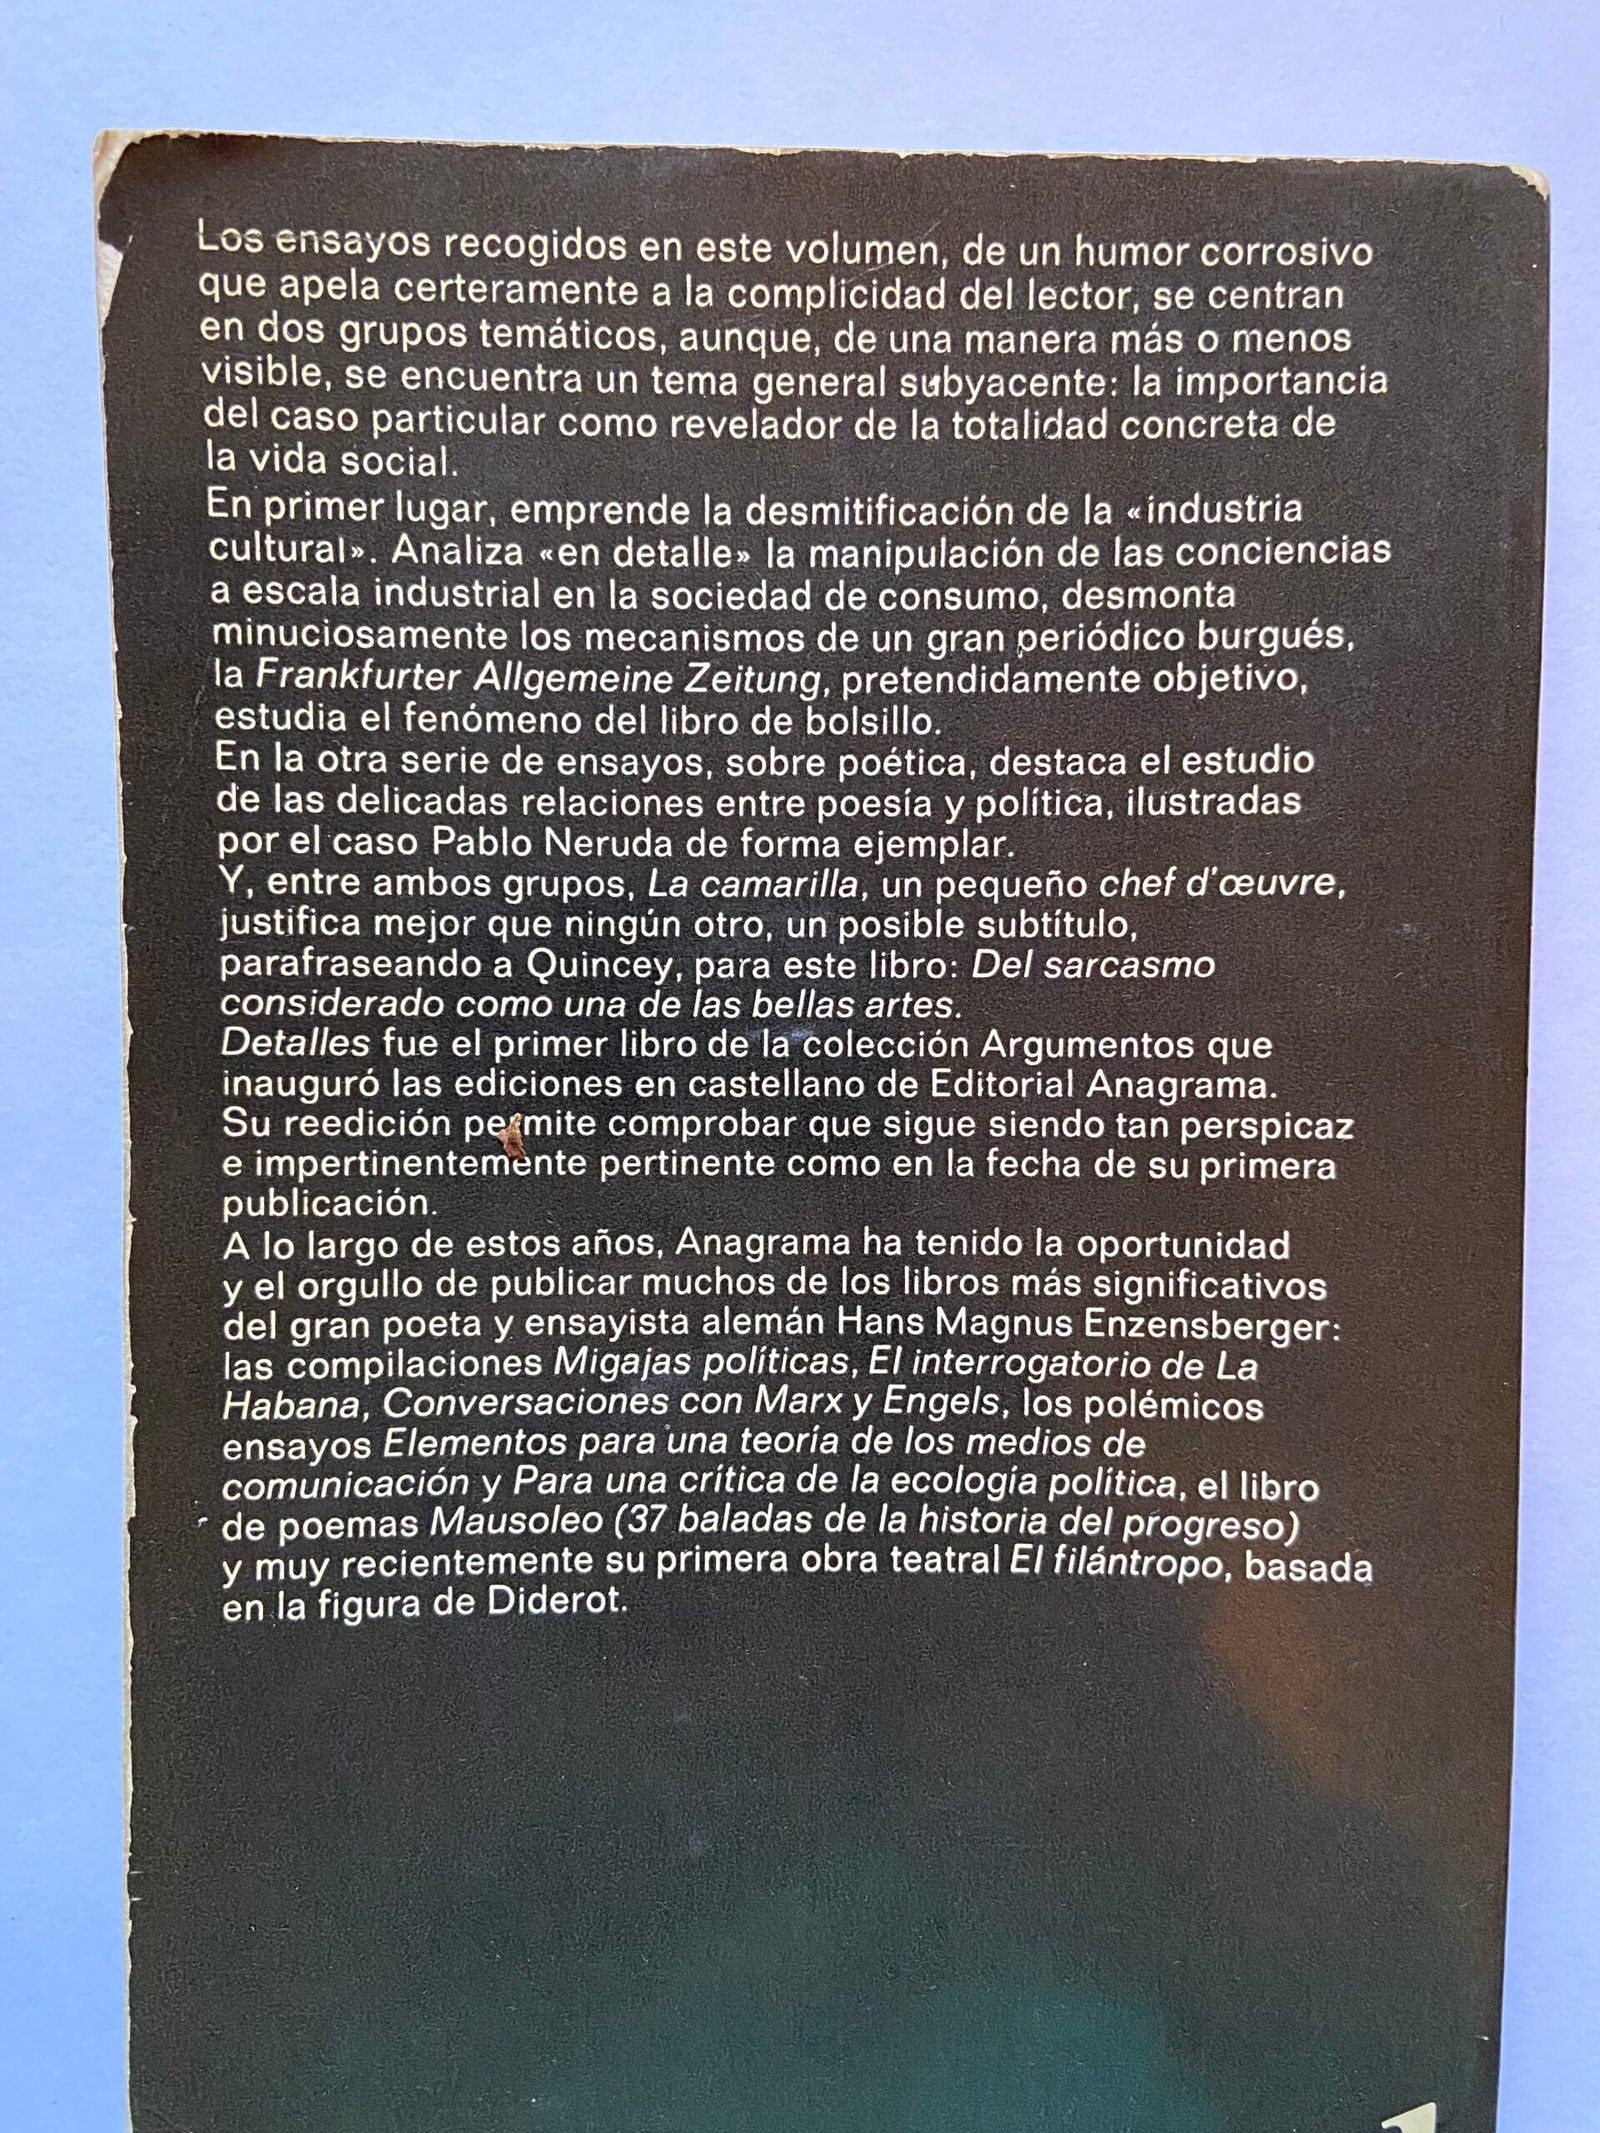 Los ensayos recogidos en este volumen, de un humor corrosivo
que apela certeramente a la complicidad del lector, se centran
en dos grupos temáticos, aunque, de una manera más o menos
visible, se encuentra un tema general subyacente: la importancia
del caso particular como revelador de la totalidad concreta de
la vida social.
En primer lugar, emprende la desmitificación de la «industria
cultural». Analiza «en detalle» la manipulación de las conciencias
a escala industrial en la sociedad de consumo, desmonta
minuciosamente los mecanismos de un gran periódico burgués,
la Frankfurter Allgemeine Zeitung, pretendidamente objetivo,
estudia el fenómeno del libro de bolsillo.
En la otra serie de ensayos, sobre poética, destaca el estudio
de las delicadas relaciones entre poesía y política, ilustradas
por el caso Pablo Neruda de forma ejemplar.
Y, entre ambos grupos, La camarilla, un pequeño chef d'œuvre,
justifica mejor que ningún otro, un posible subtítulo,
parafraseando a Quincey, para este libro: Del sarcasmo
considerado como una de las bellas artes.
Detalles fue el primer libro de la colección Argumentos que
inauguró las ediciones en castellano de Editorial Anagrama.
Su reedición permite comprobar que sigue siendo tan perspicaz
e impertinentemente pertinente como en la fecha de su primera
publicación.
A lo largo de estos años, Anagrama ha tenido la oportunidad
y el orgullo de publicar muchos de los libros más significativos
del gran poeta y ensayista alemán Hans Magnus Enzensberger:
las compilaciones Migajas políticas, El interrogatorio de La
Habana, Conversaciones con Marx y Engels, los polémicos
ensayos Elementos para una teoría de los medios de
comunicación y Para una crítica de la ecología política, el libro
de poemas Mausoleo (37 baladas de la historia del progreso)
y muy recientemente su primera obra teatral El filántropo, basada
en la figura de Diderot.